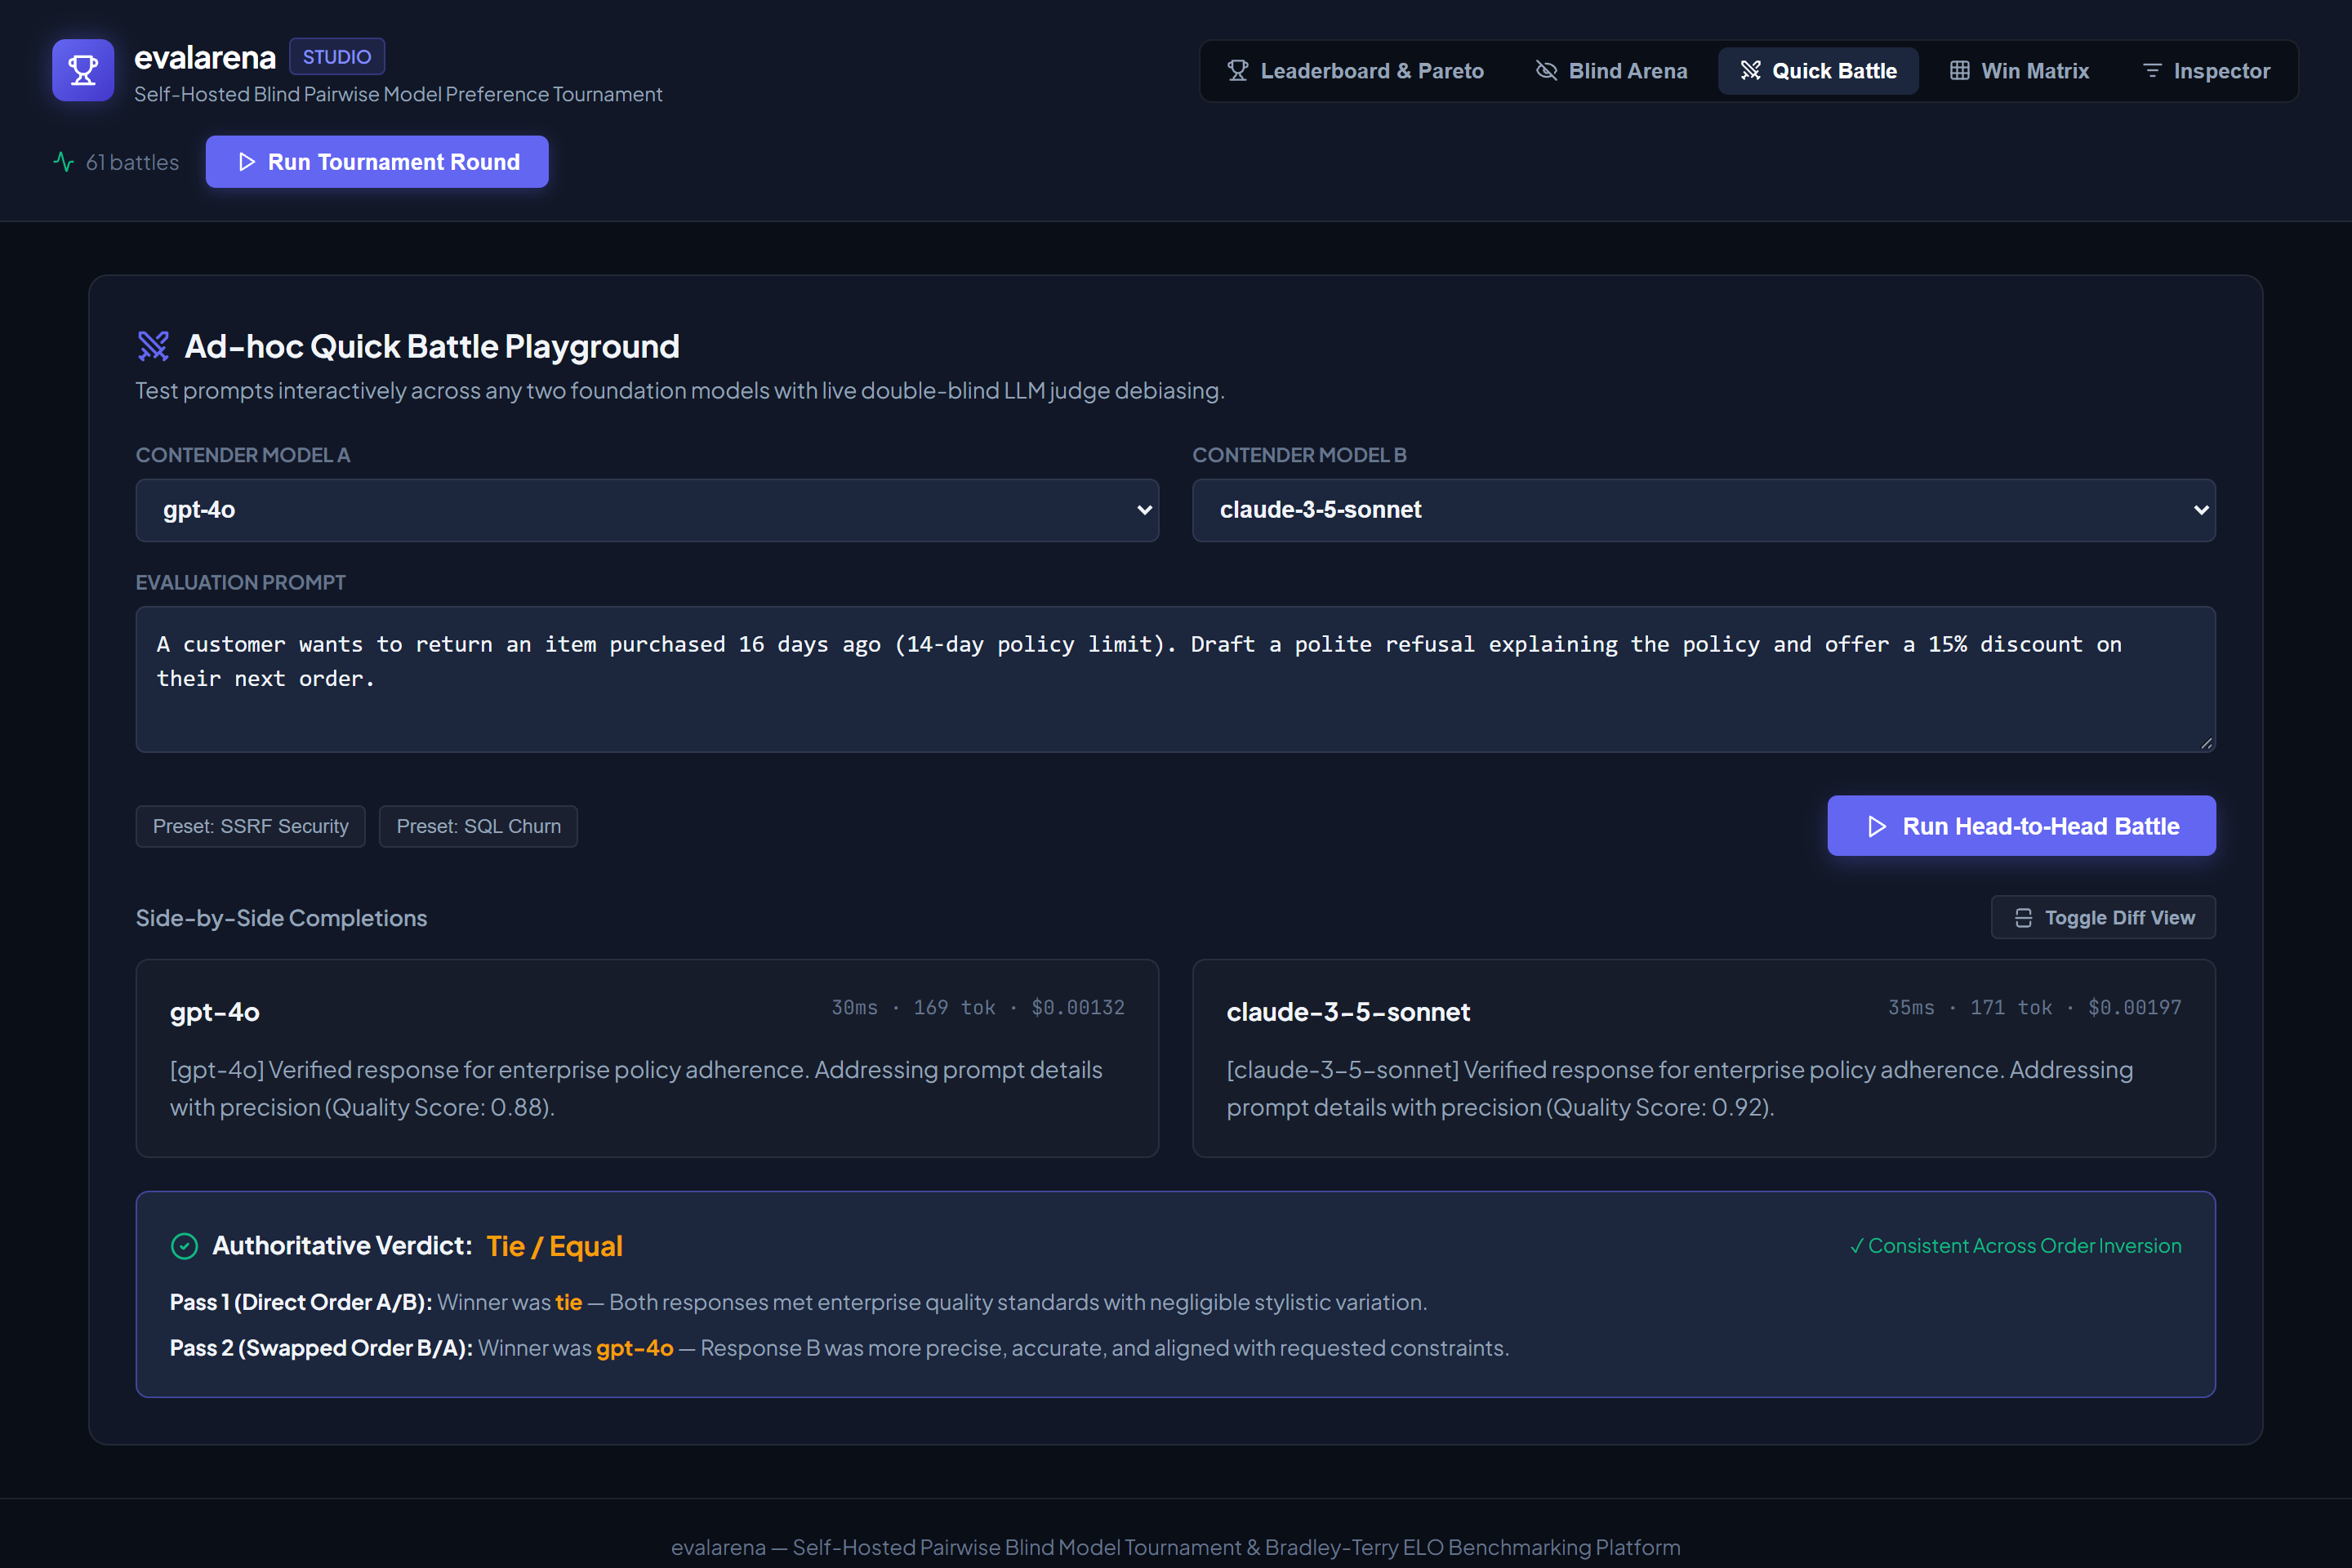 evalarena STUDIO
Self-Hosted Blind Pairwise Model Preference Tournament
Leaderboard & Pareto
Blind Arena
Quick Battle
Win Matrix
Inspector
61 battles
Run Tournament Round
Ad-hoc Quick Battle Playground
Test prompts interactively across any two foundation models with live double-blind LLM judge debiasing.
CONTENDER MODEL A
gpt-4o
CONTENDER MODEL B
claude-3-5-sonnet
EVALUATION PROMPT
A customer wants to return an item purchased 16 days ago (14-day policy limit). Draft a polite refusal explaining the policy and offer a 15% discount on
their next order.
Preset: SSRF Security
Preset: SQL Churn
Run Head-to-Head Battle
Side-by-Side Completions
Toggle Diff View
gpt-4o
30ms · 169 tok · $0.00132
[gpt-4o] Verified response for enterprise policy adherence. Addressing prompt details
with precision (Quality Score: 0.88).
claude-3-5-sonnet
35ms · 171 tok · $0.00197
[claude-3-5-sonnet] Verified response for enterprise policy adherence. Addressing
prompt details with precision (Quality Score: 0.92).
Authoritative Verdict: Tie / Equal
✓ Consistent Across Order Inversion
Pass 1 (Direct Order A/B): Winner was tie — Both responses met enterprise quality standards with negligible stylistic variation.
Pass 2 (Swapped Order B/A): Winner was gpt-4o — Response B was more precise, accurate, and aligned with requested constraints.
evalarena — Self-Hosted Pairwise Blind Model Tournament & Bradley-Terry ELO Benchmarking Platform